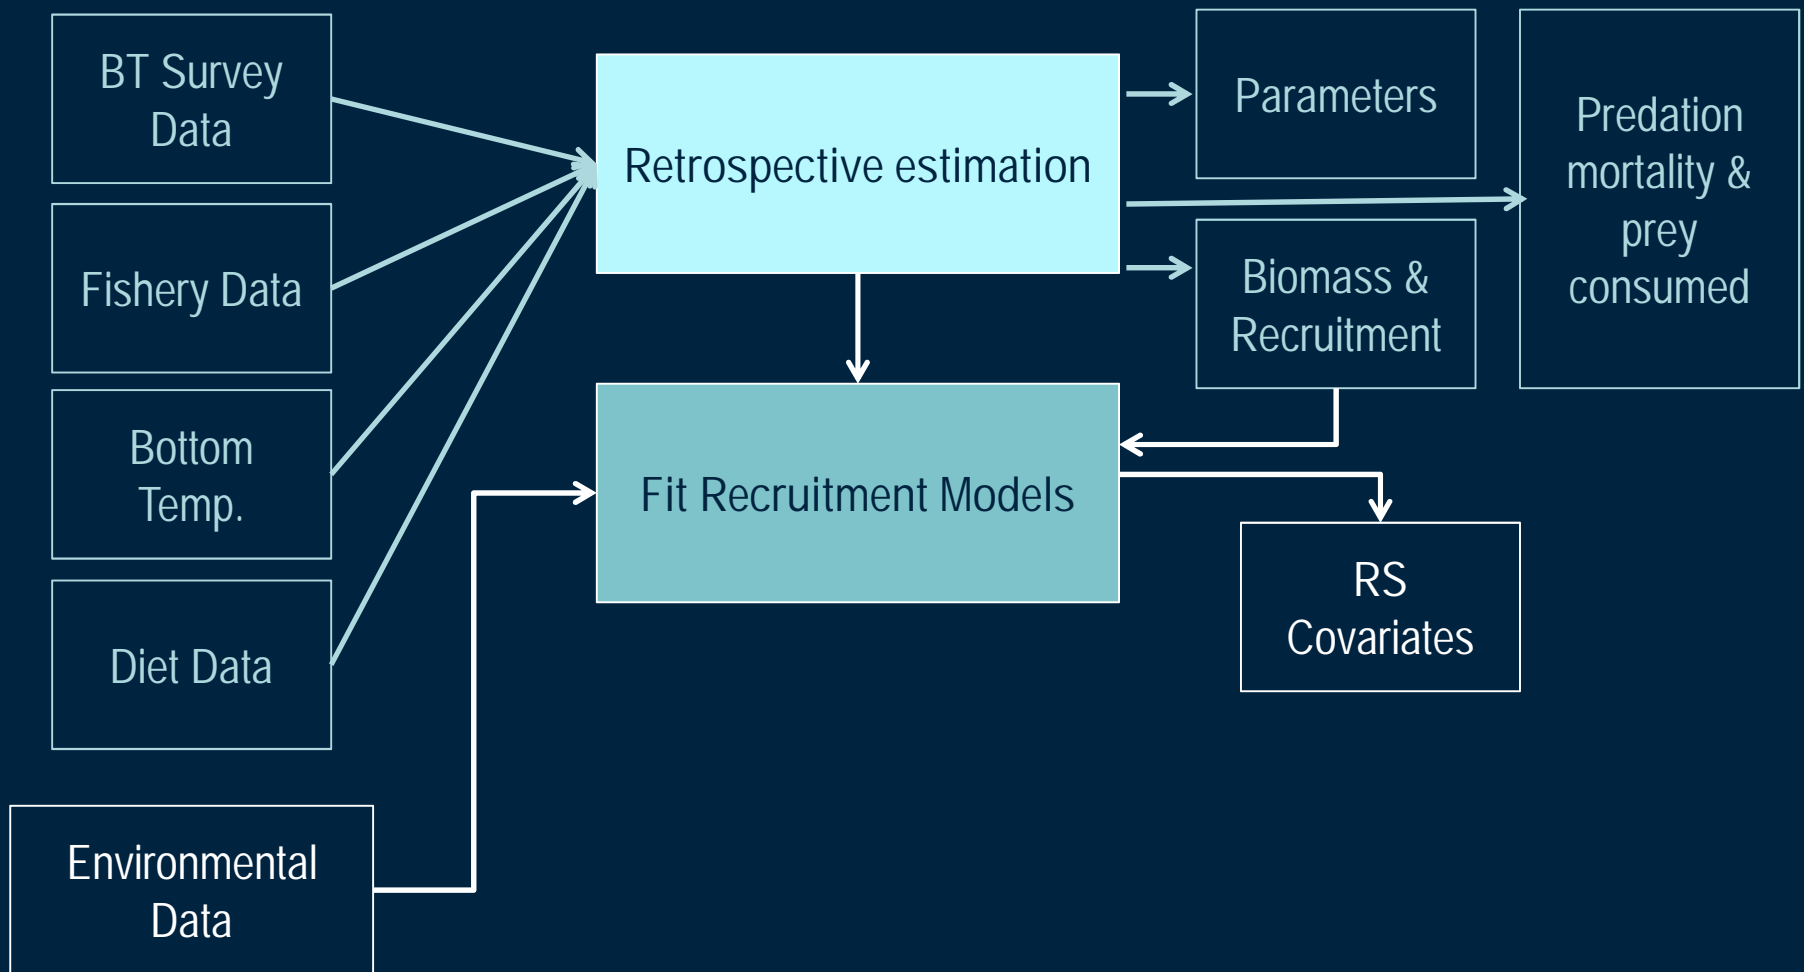 BT Survey
Data
Fishery Data
Bottom
Temp.
Diet Data
Environmental
Data
Retrospective estimation
Fit Recruitment Models
Parameters
Biomass &
Recruitment
Predation
mortality &
prey
consumed
RS
Covariates